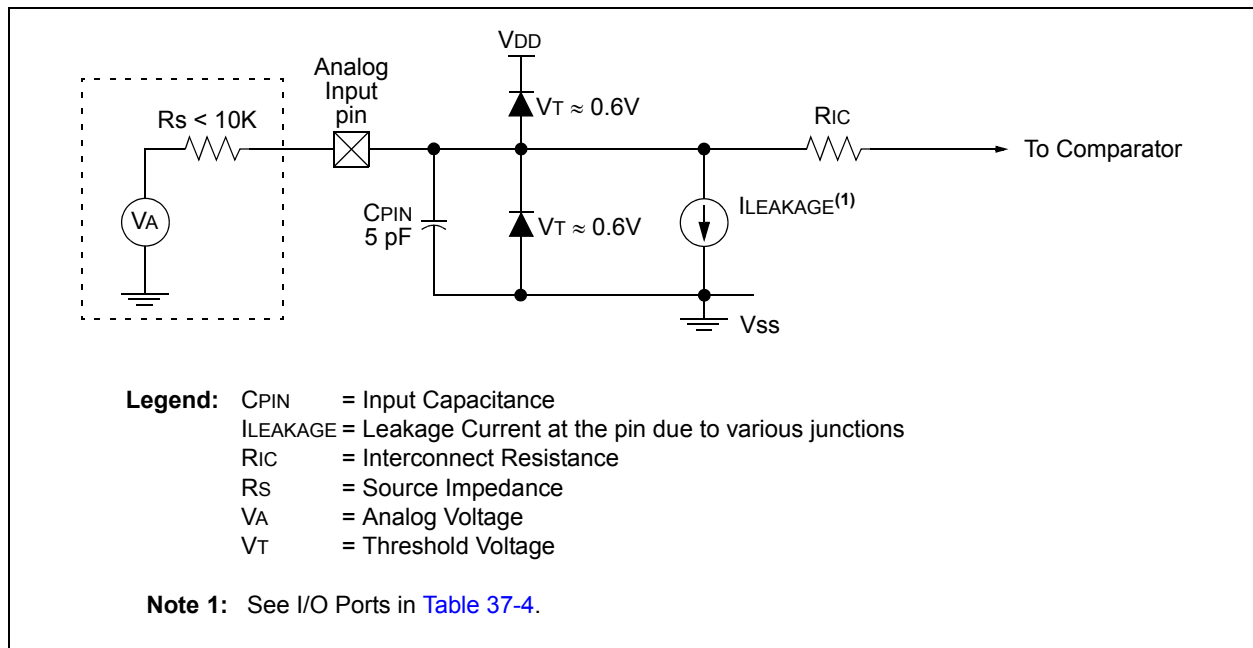 VDD
Analog
Input
pin
VT ≈ 0.6V
Rs < 10K
RIC
To Comparator
VA
CPIN
5 pF
VT ≈ 0.6V
ILEAKAGE(1)
Vss
Legend: CPIN = Input Capacitance
ILEAKAGE = Leakage Current at the pin due to various junctions
RIC = Interconnect Resistance
RS = Source Impedance
VA = Analog Voltage
VT = Threshold Voltage
Note 1: See I/O Ports in Table 37-4.